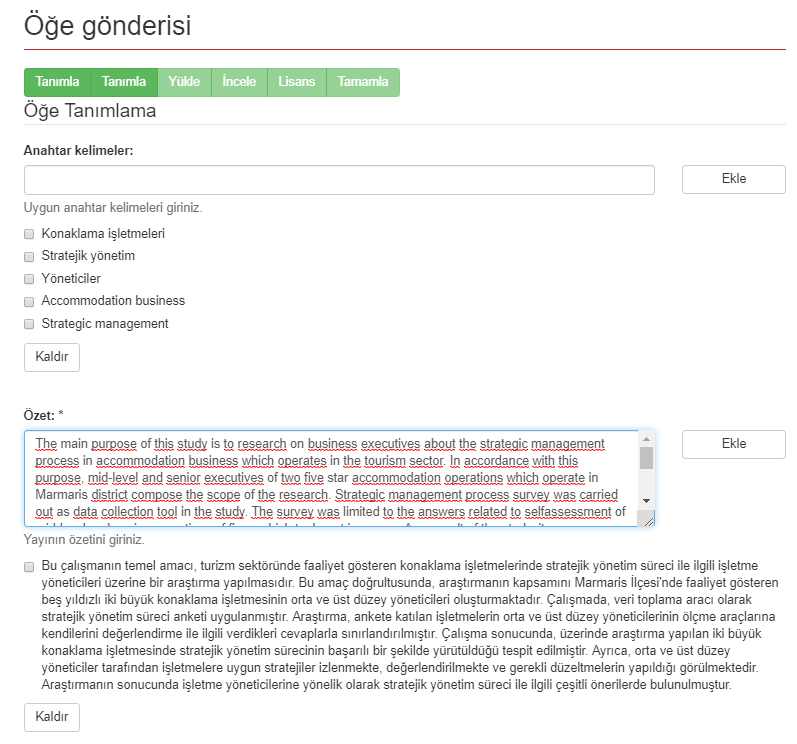 Öğe gönderisi
Tanımla Tanımla Yükle İncele Lisans Tamamla
Öğe Tanımlama
Anahtar kelimeler:
Ekle
Uygun anahtar kelimeleri giriniz.
Konaklama işletmeleri
Stratejik yönetim
Yöneticiler
Accommodation business
Strategic management
Kaldır
Özet: *
The main purpose of this study is to research on business executives about the strategic management
process in accommodation business which operates in the tourism sector. In accordance with this
purpose, mid-level and senior executives of two five star accommodation operations which operate in
Marmaris district compose the scope of the research. Strategic management process survey was carried
out as data collection tool in the study. The survey was limited to the answers related to selfassessment of
Ekle
Yayının özetini giriniz.
Bu çalışmanın temel amacı, turizm sektöründe faaliyet gösteren konaklama işletmelerinde stratejik yönetim süreci ile ilgili işletme
yöneticileri üzerine bir araştırma yapılmasıdır. Bu amaç doğrultusunda, araştırmanın kapsamını Marmaris İlçesi'nde faaliyet gösteren
beş yıldızlı iki büyük konaklama işletmesinin orta ve üst düzey yöneticileri oluşturmaktadır. Çalışmada, veri toplama aracı olarak
stratejik yönetim süreci anketi uygulanmıştır. Araştırma, ankete katılan işletmelerin orta ve üst düzey yöneticilerinin ölçme araçlarına
kendilerini değerlendirme ile ilgili verdikleri cevaplarla sınırlandırılmıştır. Çalışma sonucunda, üzerinde araştırma yapılan iki büyük
konaklama işletmesinde stratejik yönetim sürecinin başarılı bir şekilde yürütüldüğü tespit edilmiştir. Ayrıca, orta ve üst düzey
yöneticiler tarafından işletmelere uygun stratejiler izlenmekte, değerlendirilmekte ve gerekli düzeltmelerin yapıldığı görülmektedir.
Araştırmanın sonucunda işletme yöneticilerine yönelik olarak stratejik yönetim süreci ile ilgili çeşitli önerilerde bulunulmuştur.
Kaldır